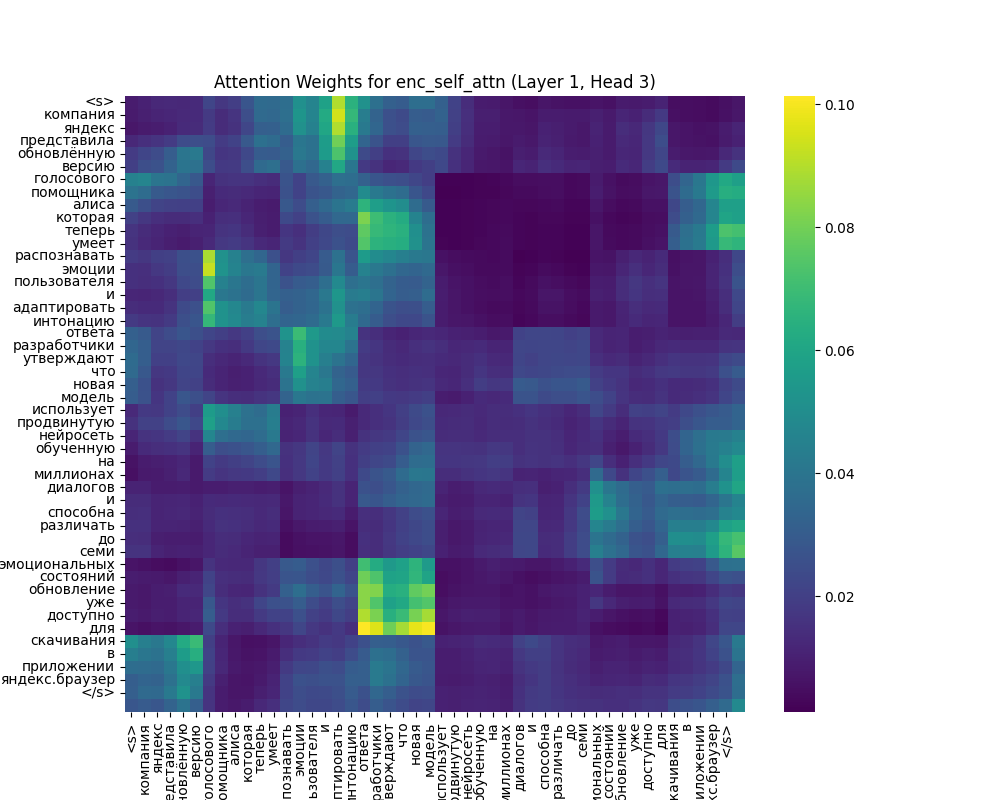 Attention Weights for enc_self_attn (Layer 1, Head 3)
<s>
компания
яндекс
представила
обновлённую
версию
голосового
помощника
алиса
которая
теперь
умеет
распознавать
эмоции
пользователя
и
адаптировать
интонацию
ответа
разработчики
утверждают
что
новая
модель
использует
продвинутую
нейросеть
обученную
на
миллионах
диалогов
и
способна
различать
до
семи
эмоциональных
состояний
обновление
уже
доступно
для
скачивания
в
приложении
яндекс.браузер
</s>
0.10
0.08
0.06
0.04
0.02
<s>
компания
яндекс
едставила
новлённую
версию
олосового
омощника
алиса
которая
теперь
умеет
познавать
эмоции
ьзователя
и
птировать
нтонацию
ответа
работчики
верждают
что
новая
модель
спользует
одвинутую
нейросеть
обученную
на
миллионах
диалогов
и
способна
различать
до
семи
иональных
состояний
бновление
уже
доступно
для
качивания
в
иложении
кс.браузер
</s>